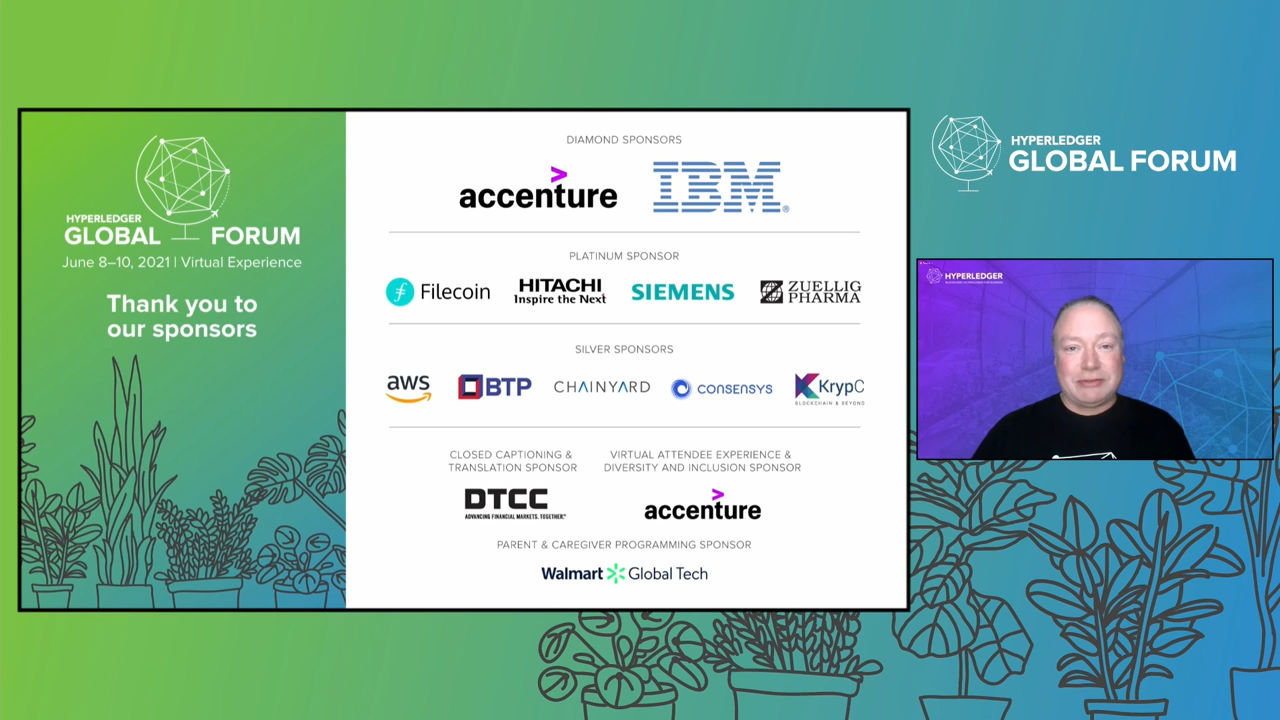 HYPERLEDGER
GLOBAL FORUM
June 8–10, 2021 | Virtual Experience
Thank you to
our sponsors
DIAMOND SPONSORS
accenture IBM®
PLATINUM SPONSOR
Filecoin HITACHI Inspire the Next SIEMENS ZUELLIG PHARMA
SILVER SPONSORS
aws BTP CHAINYARD CONSENSYS KrypC
BLOCKCHAIN & BEYOND
CLOSED CAPTIONING &
TRANSLATION SPONSOR
DTCC
ADVANCING FINANCIAL MARKETS. TOGETHER.
VIRTUAL ATTENDEE EXPERIENCE &
DIVERSITY AND INCLUSION SPONSOR
accenture
PARENT & CAREGIVER PROGRAMMING SPONSOR
Walmart Global Tech
HYPERLEDGER
GLOBAL FORUM
HYPERLEDGER